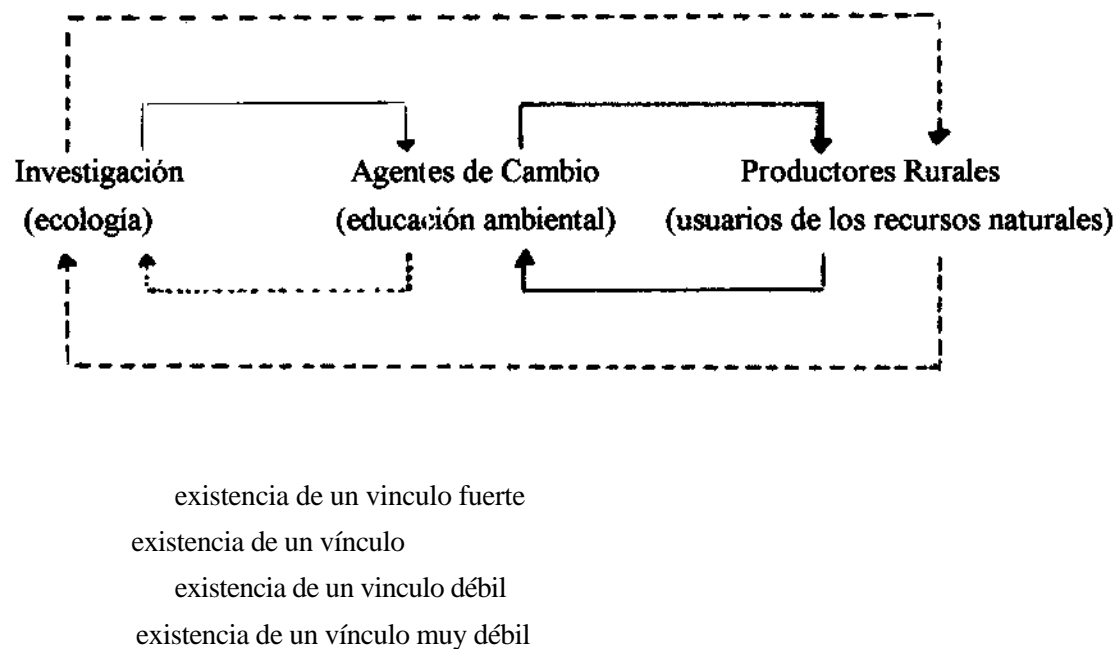 Investigación Agentes de Cambio Productores Rurales
(ecología) (educación ambiental) (usuarios de los recursos naturales)
existencia de un vinculo fuerte
existencia de un vínculo
existencia de un vinculo débil
existencia de un vínculo muy débil